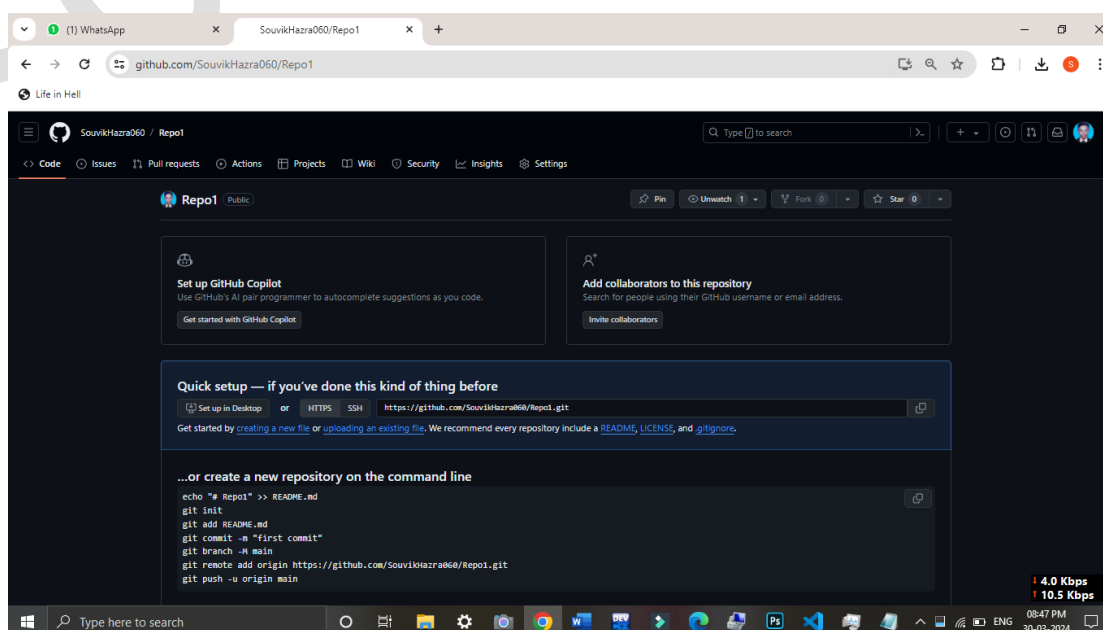 (1) WhatsApp
SouvikHazra060/Repo1
github.com/SouvikHazra060/Repo1
S
Life in Hell
SouvikHazra060 / Repo1
Type / to search
Code Issues Pull requests Actions Projects Wiki Security Insights Settings
Repo1 Public
Pin Unwatch 1 Fork 0 Star 0
Set up GitHub Copilot
Use GitHub's AI pair programmer to autocomplete suggestions as you code.
Get started with GitHub Copilot
Add collaborators to this repository
Search for people using their GitHub username or email address.
Invite collaborators
Quick setup — if you've done this kind of thing before
Set up in Desktop or HTTPS SSH https://github.com/SouvikHazra060/Repo1.git
Get started by creating a new file or uploading an existing file. We recommend every repository include a README, LICENSE, and .gitignore.
...or create a new repository on the command line
echo "# Repo1" >> README.md
git init
git add README.md
git commit -m "first commit"
git branch -M main
git remote add origin https://github.com/SouvikHazra060/Repo1.git
git push -u origin main
4.0 Kbps
10.5 Kbps
Type here to search
W
DEV
Ps
ENG
08:47 PM
30-03-2024